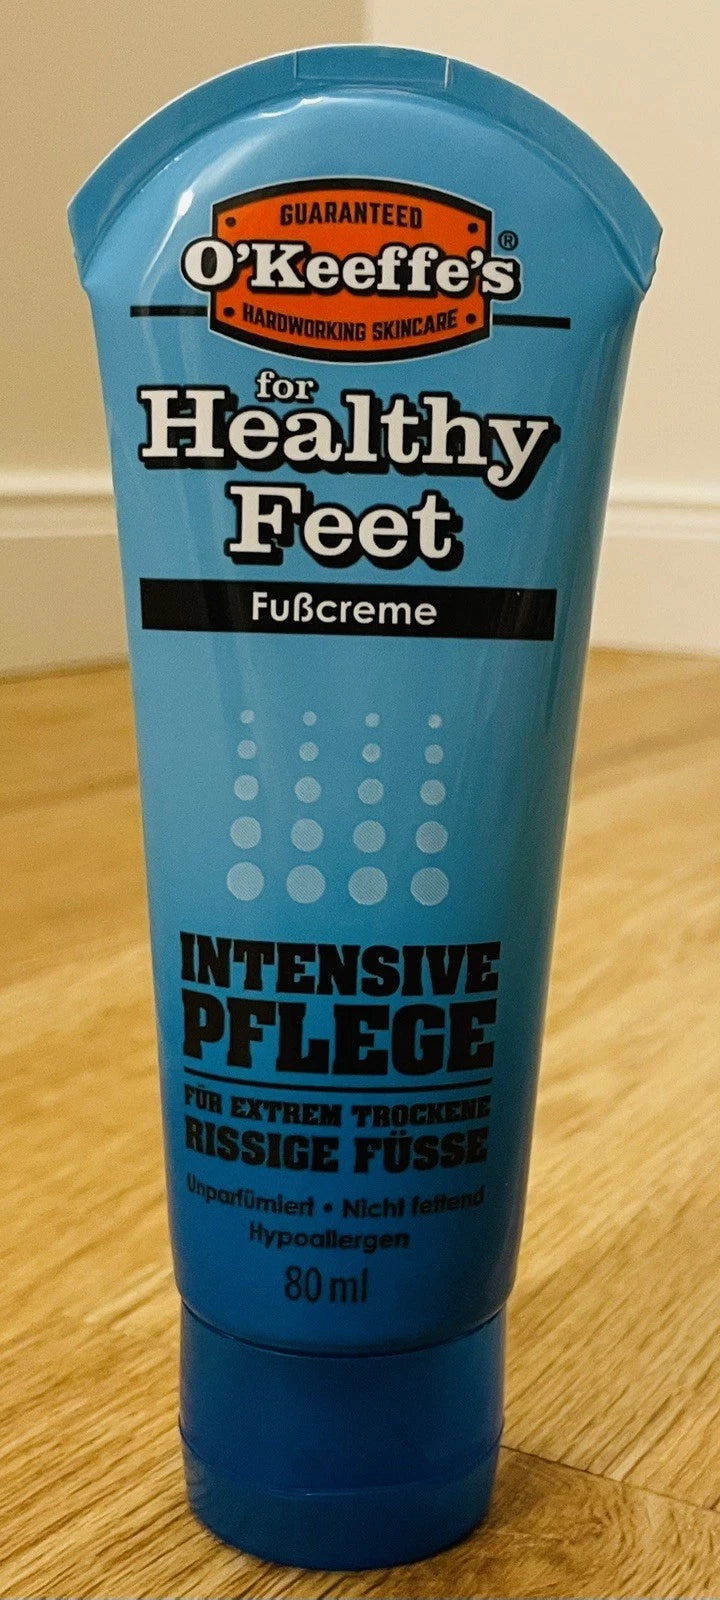 GUARANTEED
O'Keeffe's®
HARDWORKING SKINCARE
for
Healthy
Feet
Fußcreme
INTENSIVE
PFLEGE
FÜR EXTREM TROCKENE
RISSIGE FÜSSE
Unparfümiert • Nicht fettend
Hypoallergen
80 ml